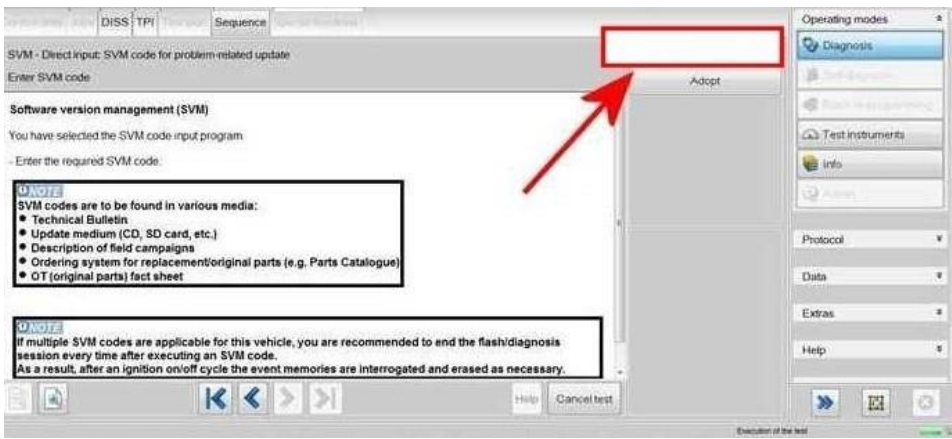 DISS
TPI
Sequence
SVM - Direct input: SVM code for problem-related update
Enter SVM code
Adopt
Software version management (SVM)
You have selected the SVM code input program
- Enter the required SVM code.
NOTE
SVM codes are to be found in various media:
• Technical Bulletin
• Update medium (CD, SD card, etc.)
• Description of field campaigns
• Ordering system for replacement/original parts (e.g. Parts Catalogue)
• OT (original parts) fact sheet
NOTE
If multiple SVM codes are applicable for this vehicle, you are recommended to end the flash/diagnosis
session every time after executing an SVM code.
As a result, after an ignition on/off cycle the event memories are interrogated and erased as necessary.
Help
Cancel test
Operating modes
Diagnosis
Test instruments
Info
Admin
Protocol
Data
Extras
Help
Execution of the test